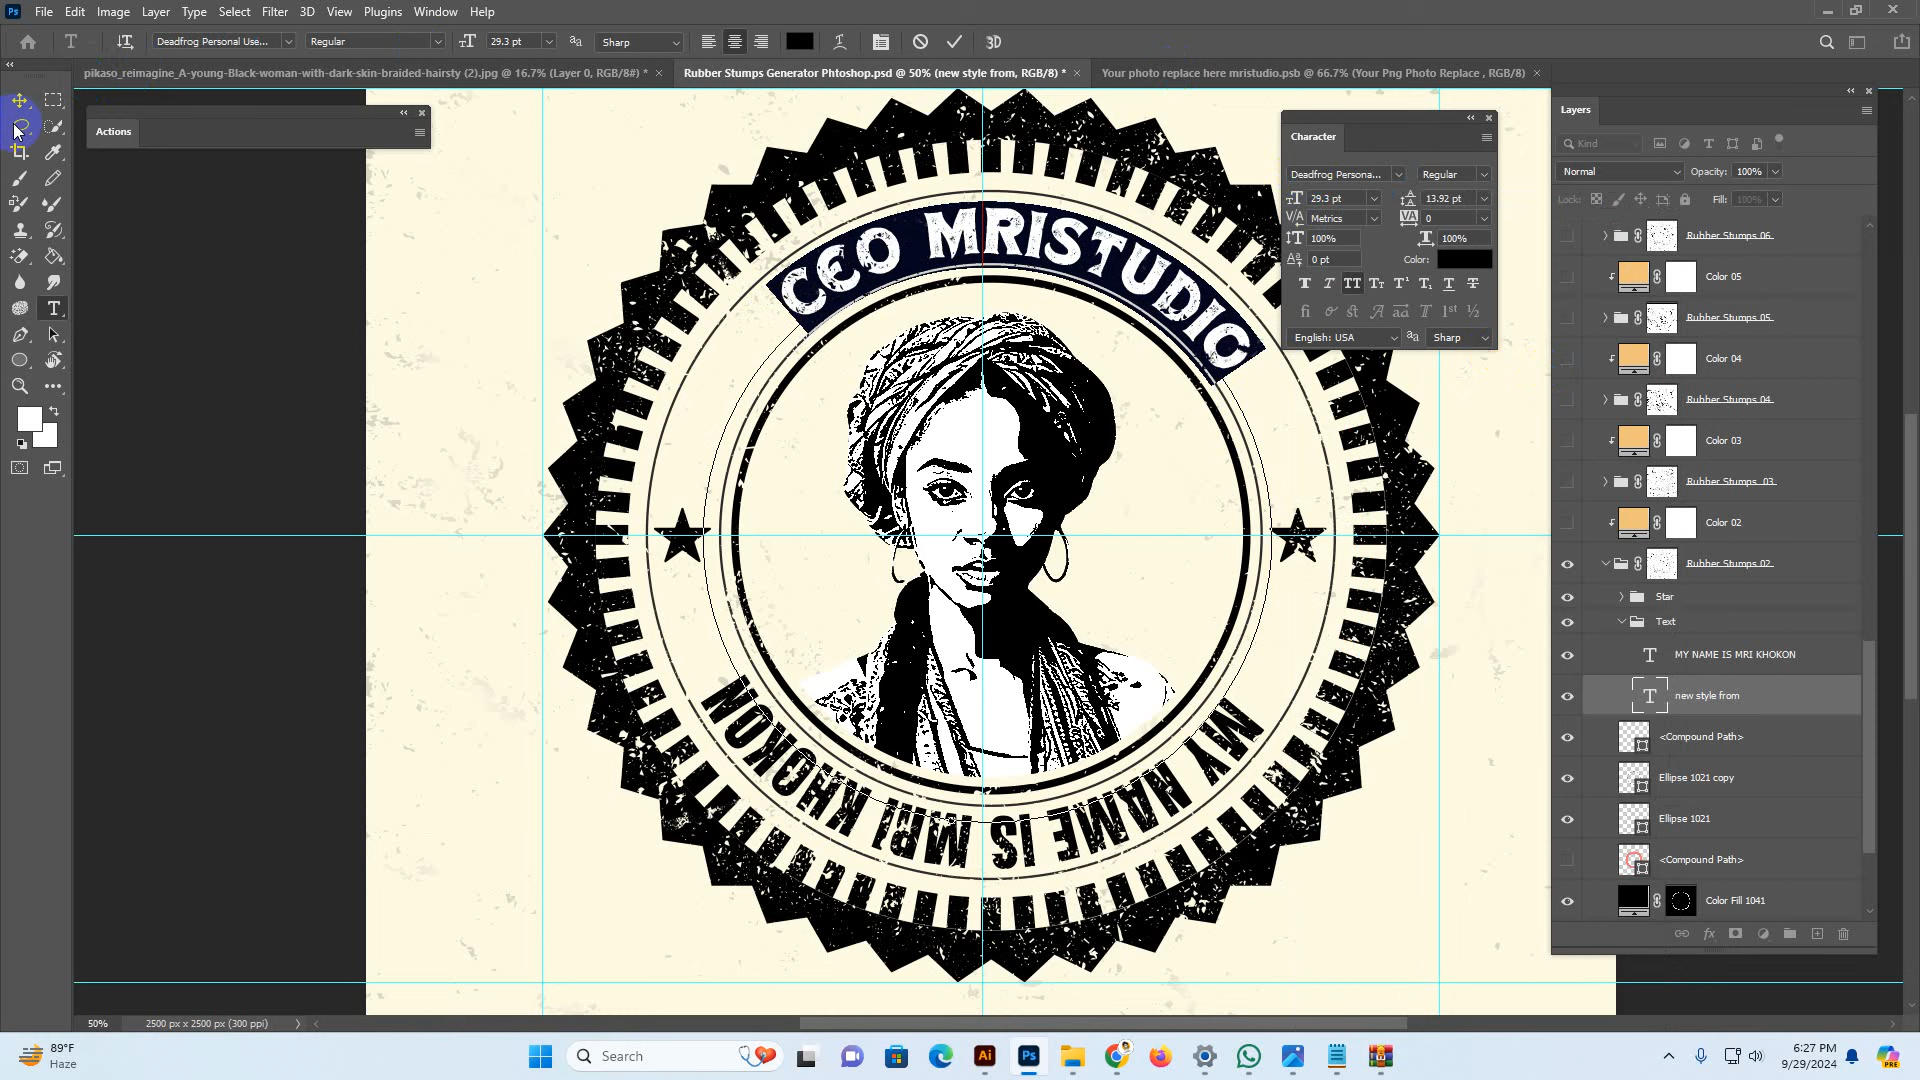 Ps File Edit Image Layer Type Select Filter 3D View Plugins Window Help
Deadfrog Personal Use... Regular 29.3 pt Sharp 3D
pikaso_reimagine_A-young-Black-woman-with-dark-skin-braided-hairsty (2).jpg @ 16.7% (Layer 0, RGB/8#) * × Rubber Stumps Generator Phtoshop.psd @ 50% (new style from, RGB/8) * × Your photo replace here mristudio.psb @ 66.7% (Your Png Photo Replace , RGB/8) ×
Actions
CEO MRISTUDIO
MY NAME IS MRI KHOKON
Character
Deadfrog Persona... Regular
29.3 pt 13.92 pt
Metrics 0
100% 100%
0 pt Color:
English: USA Sharp
Layers
Kind
Normal Opacity: 100%
Lock: Fill: 100%
Rubber Stumps 06
Color 05
Rubber Stumps 05
Color 04
Rubber Stumps 04
Color 03
Rubber Stumps 03
Color 02
Rubber Stumps 02
Star
Text
MY NAME IS MRI KHOKON
new style from
<Compound Path>
Ellipse 1021 copy
Ellipse 1021
<Compound Path>
Color Fill 1041
50% 2500 px x 2500 px (300 ppi)
89°F
Haze
Search
Ai
Ps
6:27 PM
9/29/2024
PRE